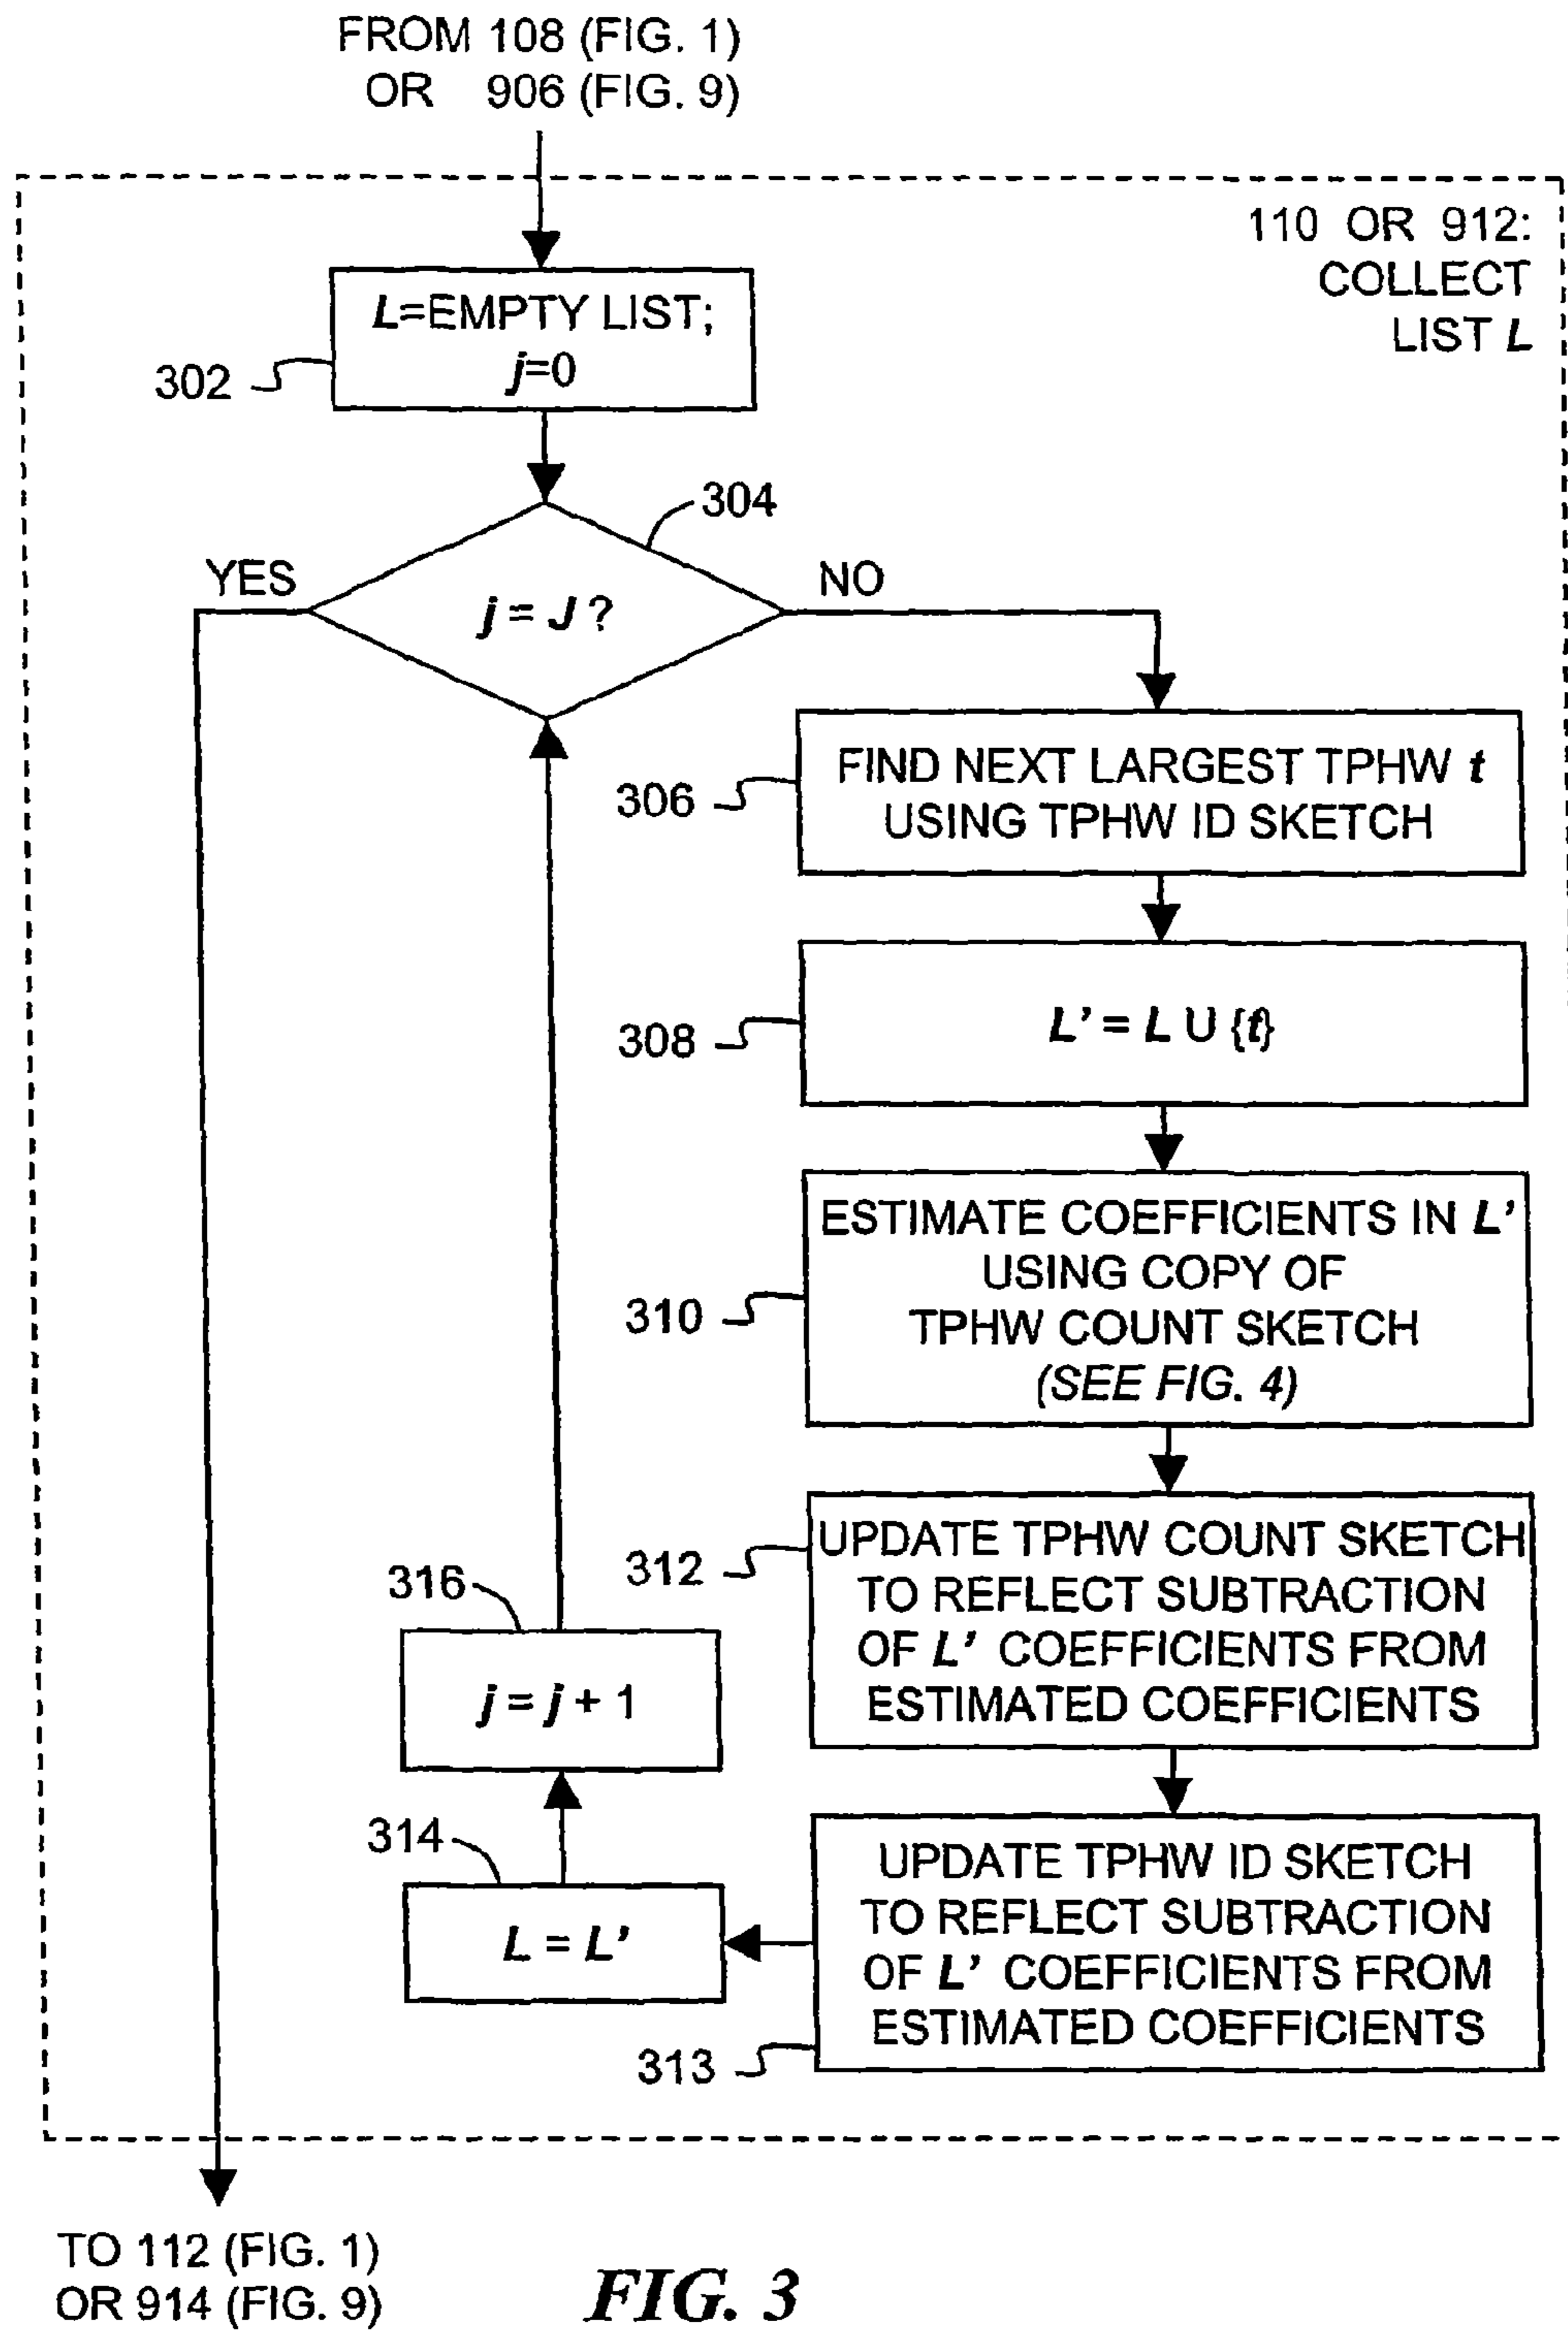 FROM 108 (FIG. 1)
OR 906 (FIG. 9)
110 OR 912:
COLLECT
LIST L
L=EMPTY LIST;
j=0
302
304
YES
NO
j = J ?
FIND NEXT LARGEST TPHW t
USING TPHW ID SKETCH
306
L' = L U {t}
308
ESTIMATE COEFFICIENTS IN L'
USING COPY OF
TPHW COUNT SKETCH
(SEE FIG. 4)
310
UPDATE TPHW COUNT SKETCH
TO REFLECT SUBTRACTION
OF L' COEFFICIENTS FROM
ESTIMATED COEFFICIENTS
312
UPDATE TPHW ID SKETCH
TO REFLECT SUBTRACTION
OF L' COEFFICIENTS FROM
ESTIMATED COEFFICIENTS
313
314
L = L'
316
j = j + 1
TO 112 (FIG. 1)
OR 914 (FIG. 9)
FIG. 3